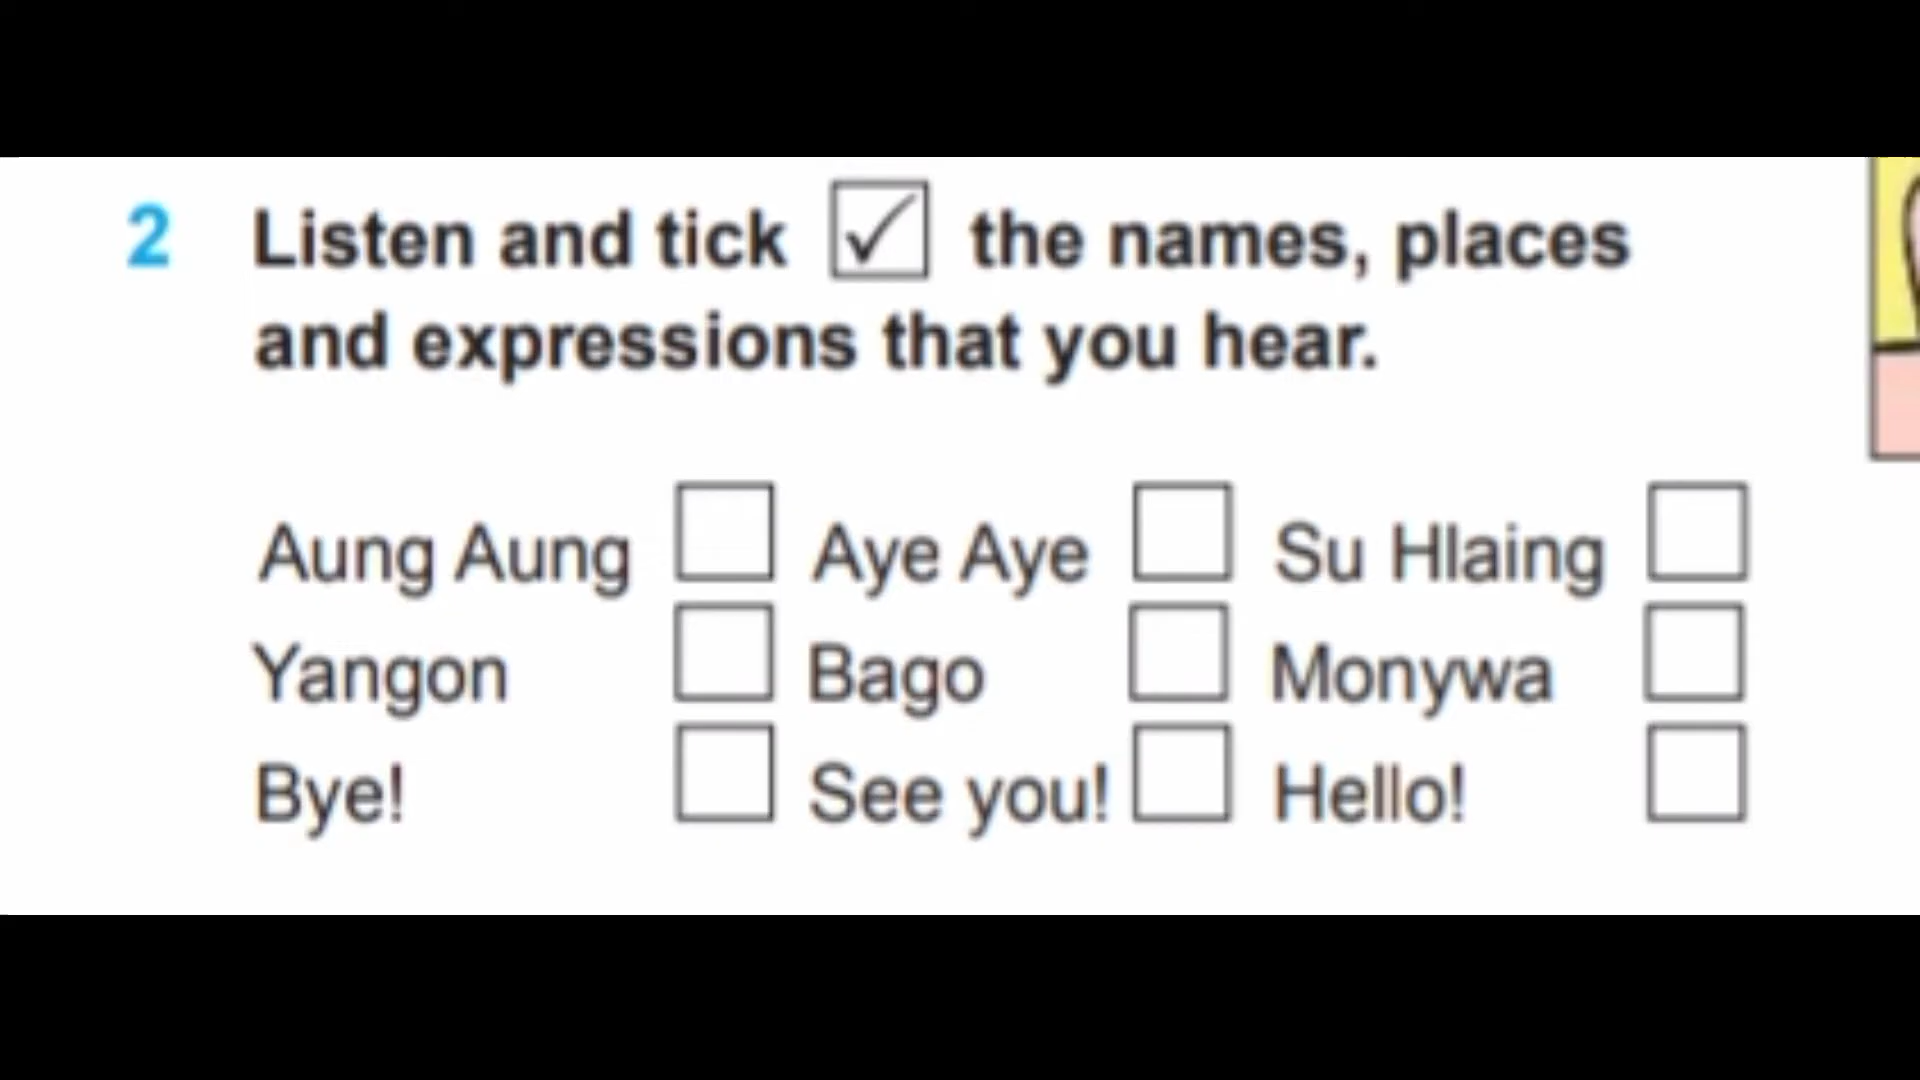 2 Listen and tick ✓ the names, places
and expressions that you hear.
Aung Aung Aye Aye Su Hlaing
Yangon Bago Monywa
Bye! See you! Hello!